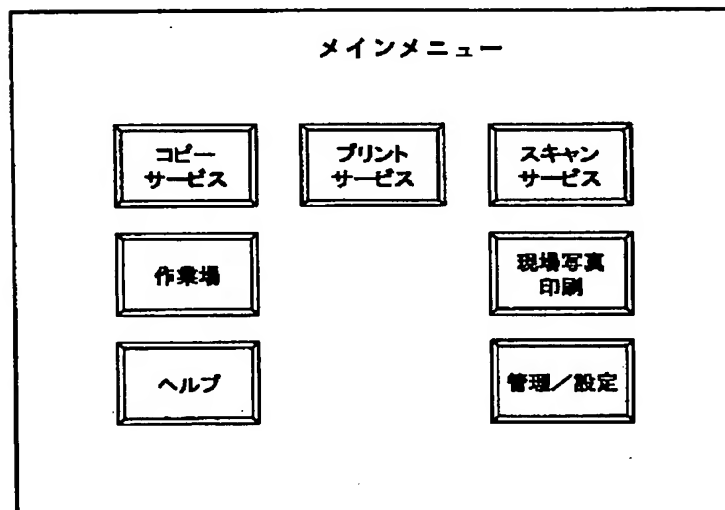 メインメニュー
コピー
サービス
プリント
サービス
スキャン
サービス
作業場
現場写真
印刷
ヘルプ
管理／設定